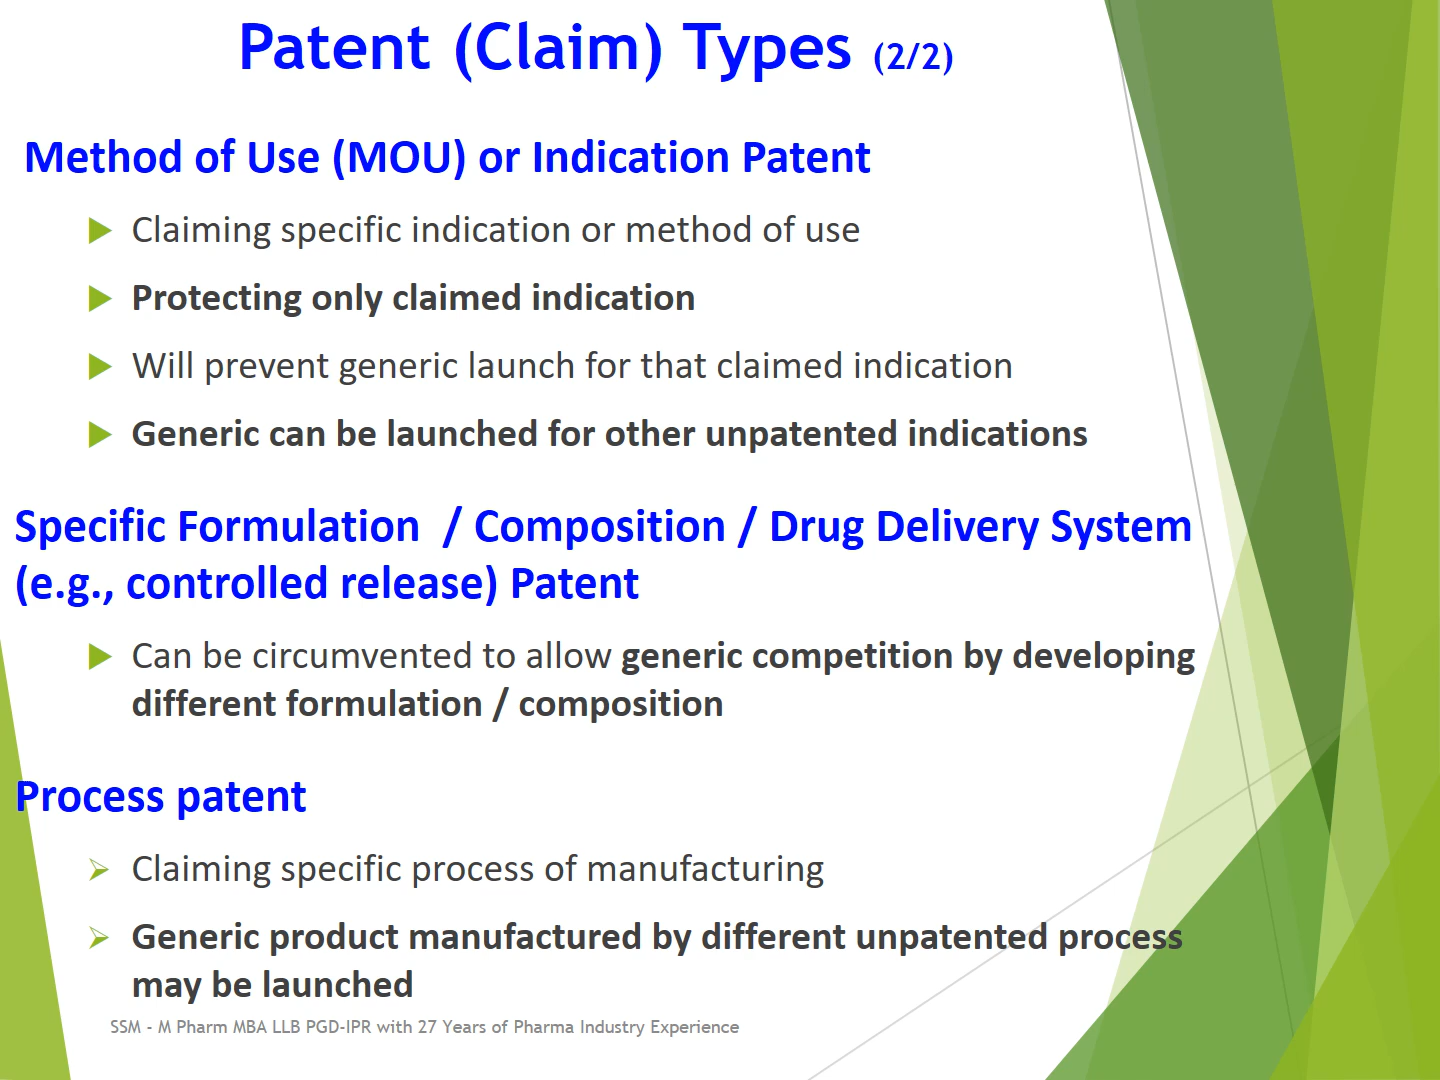 Patent (Claim) Types (2/2)
Method of Use (MOU) or Indication Patent
Claiming specific indication or method of use
Protecting only claimed indication
Will prevent generic launch for that claimed indication
Generic can be launched for other unpatented indications
Specific Formulation / Composition / Drug Delivery System
(e.g., controlled release) Patent
Can be circumvented to allow generic competition by developing
different formulation / composition
Process patent
Claiming specific process of manufacturing
Generic product manufactured by different unpatented process
may be launched
SSM - M Pharm MBA LLB PGD-IPR with 27 Years of Pharma Industry Experience